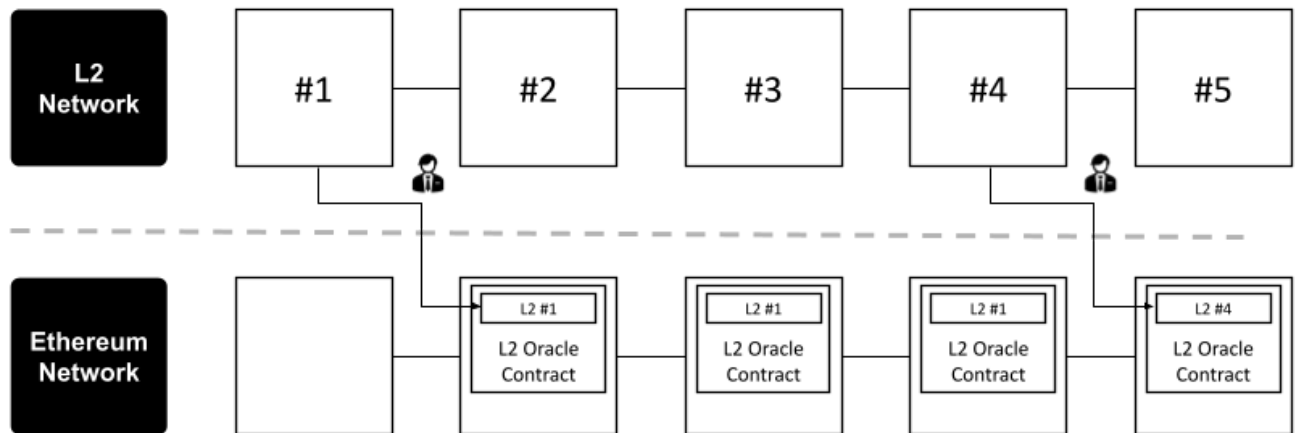 L2
Network
#1
#2
#3
#4
#5
Ethereum
Network
L2 #1
L2 Oracle
Contract
L2 #1
L2 Oracle
Contract
L2 #1
L2 Oracle
Contract
L2 #4
L2 Oracle
Contract